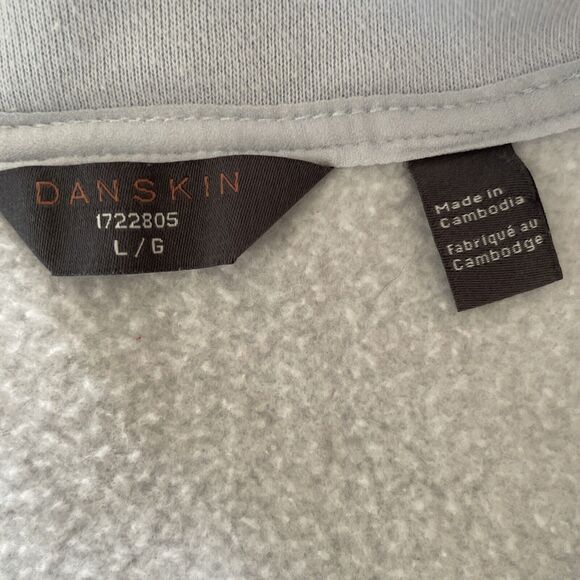 DANSKIN
1722805
L / G
Made in
Cambodia
Fabriqué au
Cambodge